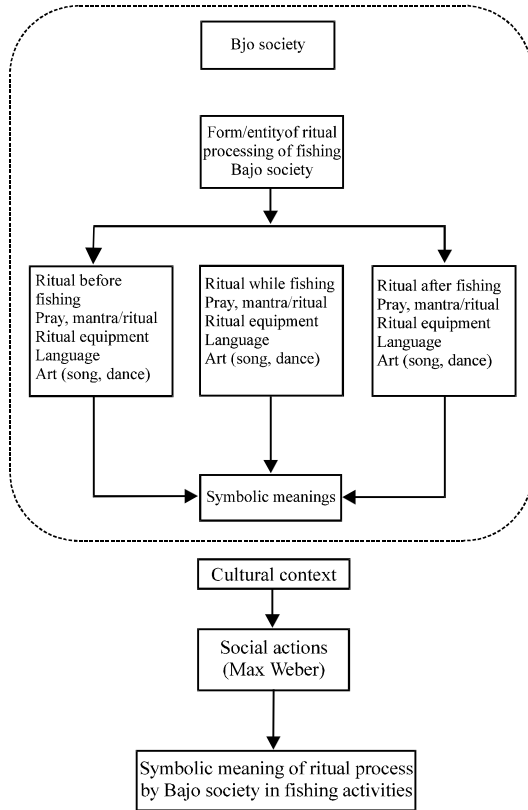 Bjo society
Form/entityof ritual
processing of fishing
Bajo society
Ritual before
fishing
Pray, mantra/ritual
Ritual equipment
Language
Art (song, dance)
Ritual while fishing
Pray, mantra/ritual
Ritual equipment
Language
Art (song, dance)
Ritual after fishing
Pray, mantra/ritual
Ritual equipment
Language
Art (song, dance)
Symbolic meanings
Cultural context
Social actions
(Max Weber)
Symbolic meaning of ritual process
by Bajo society in fishing activities